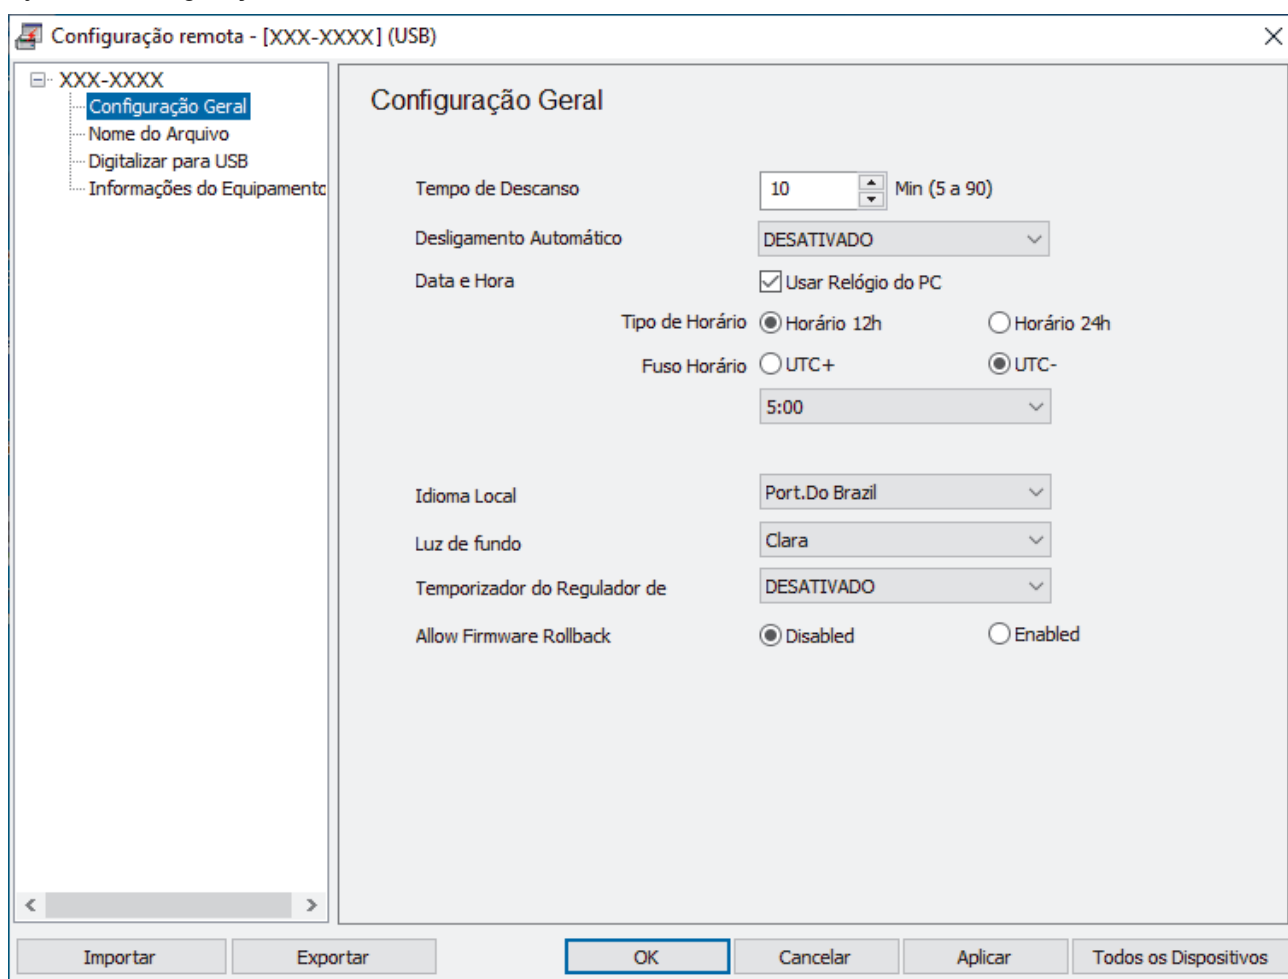 Configuração remota - [XXX-XXXX] (USB)
XXX-XXXX
Configuração Geral
Nome do Arquivo
Digitalizar para USB
Informações do Equipamento
Configuração Geral
Tempo de Descanso 10 Min (5 a 90)
Desligamento Automático DESATIVADO
Data e Hora Usar Relógio do PC
Tipo de Horário Horário 12h Horário 24h
Fuso Horário UTC+ UTC-
5:00
Idioma Local Port.Do Brazil
Luz de fundo Clara
Temporizador do Regulador de DESATIVADO
Allow Firmware Rollback Disabled Enabled
Importar Exportar OK Cancelar Aplicar Todos os Dispositivos